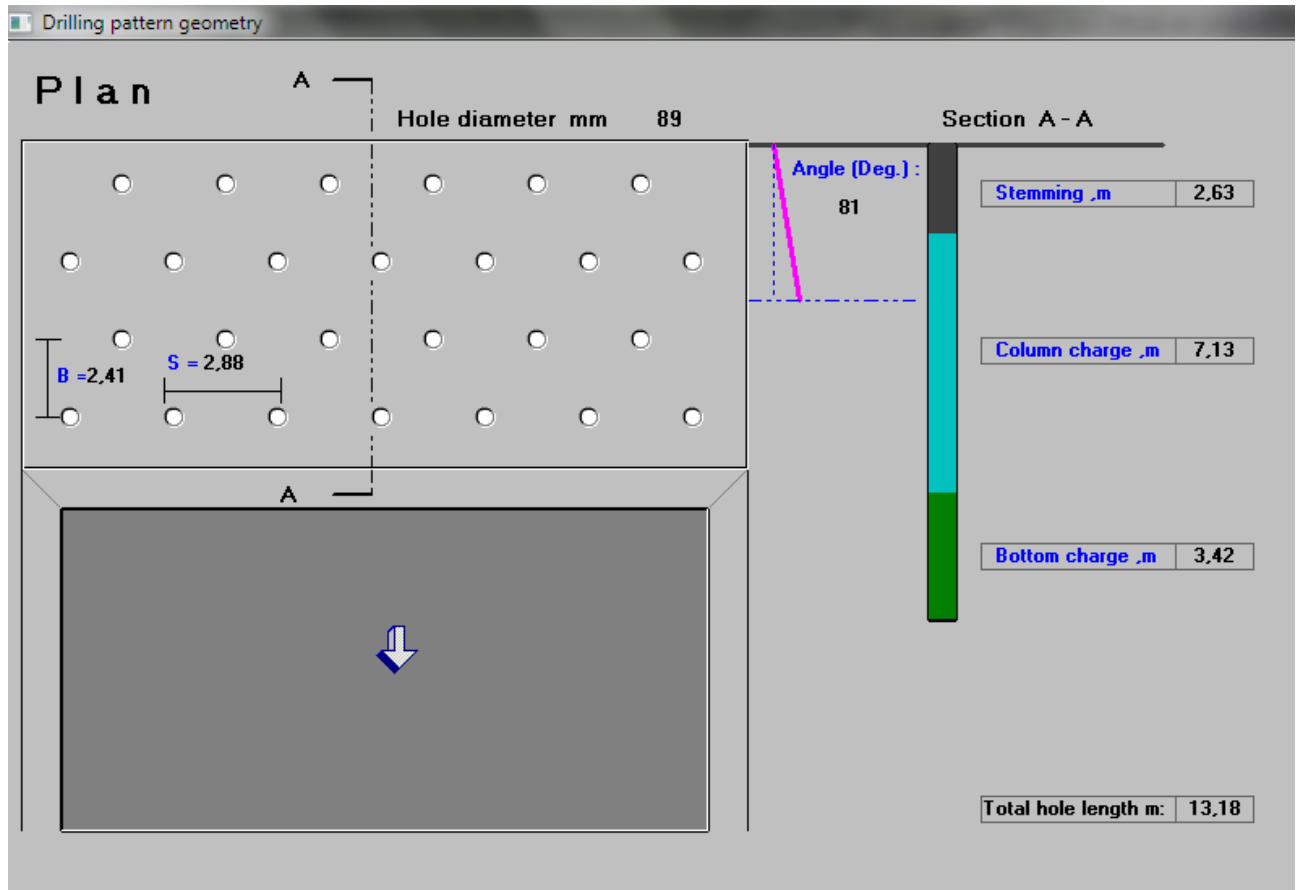 Drilling pattern geometry
Plan
A
Hole diameter mm 89
Section A - A
Angle (Deg.) :
81
Stemming ,m 2,63
Column charge ,m 7,13
B =2,41
S = 2,88
A
Bottom charge ,m 3,42
Total hole length m: 13,18